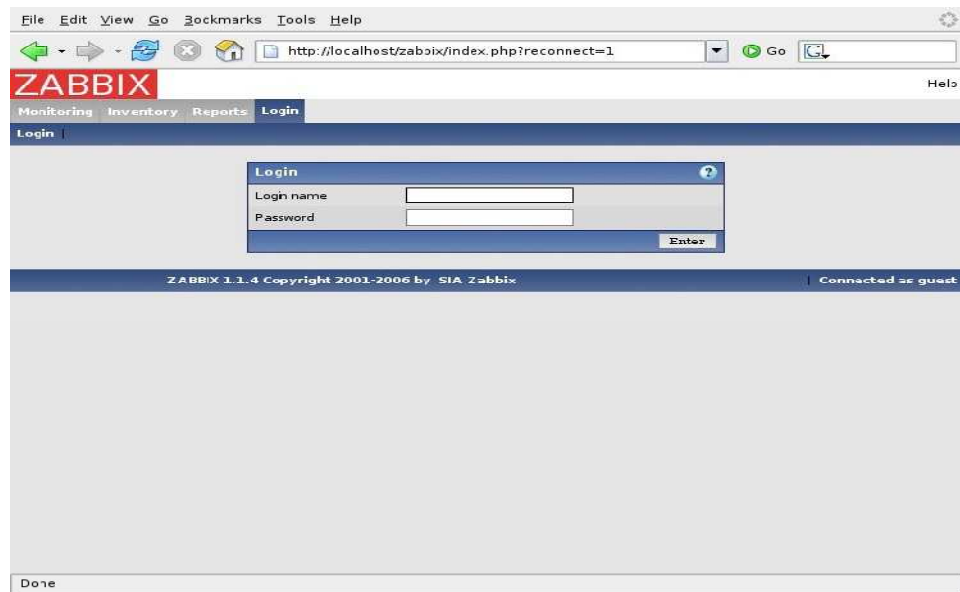 File Edit View Go Bookmarks Tools Help
http://localhost/zabbix/index.php?reconnect=1 Go G
ZABBIX
Help
Monitoring Inventory Reports Login
Login |
Login ?
Login name
Password
Enter
ZABBIX 1.1.4 Copyright 2001-2006 by SIA Zabbix | Connected as guest
Done